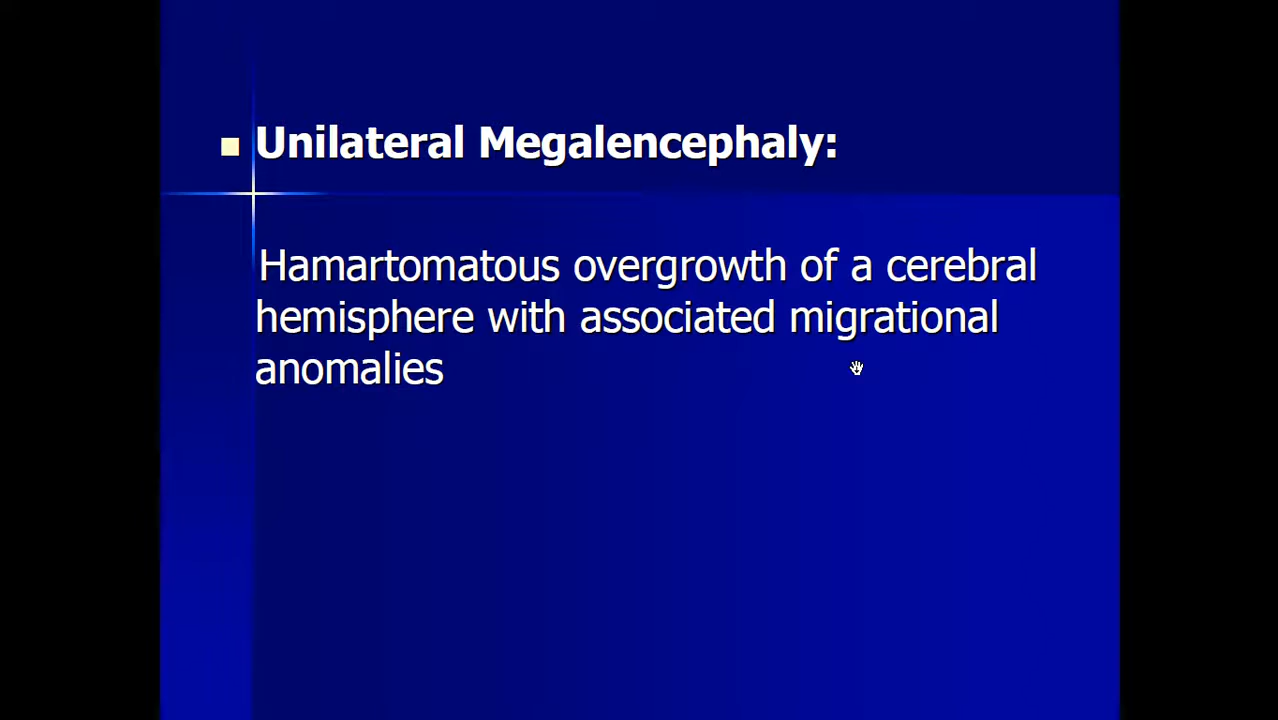 Unilateral Megalencephaly:
Hamartomatous overgrowth of a cerebral
hemisphere with associated migrational
anomalies